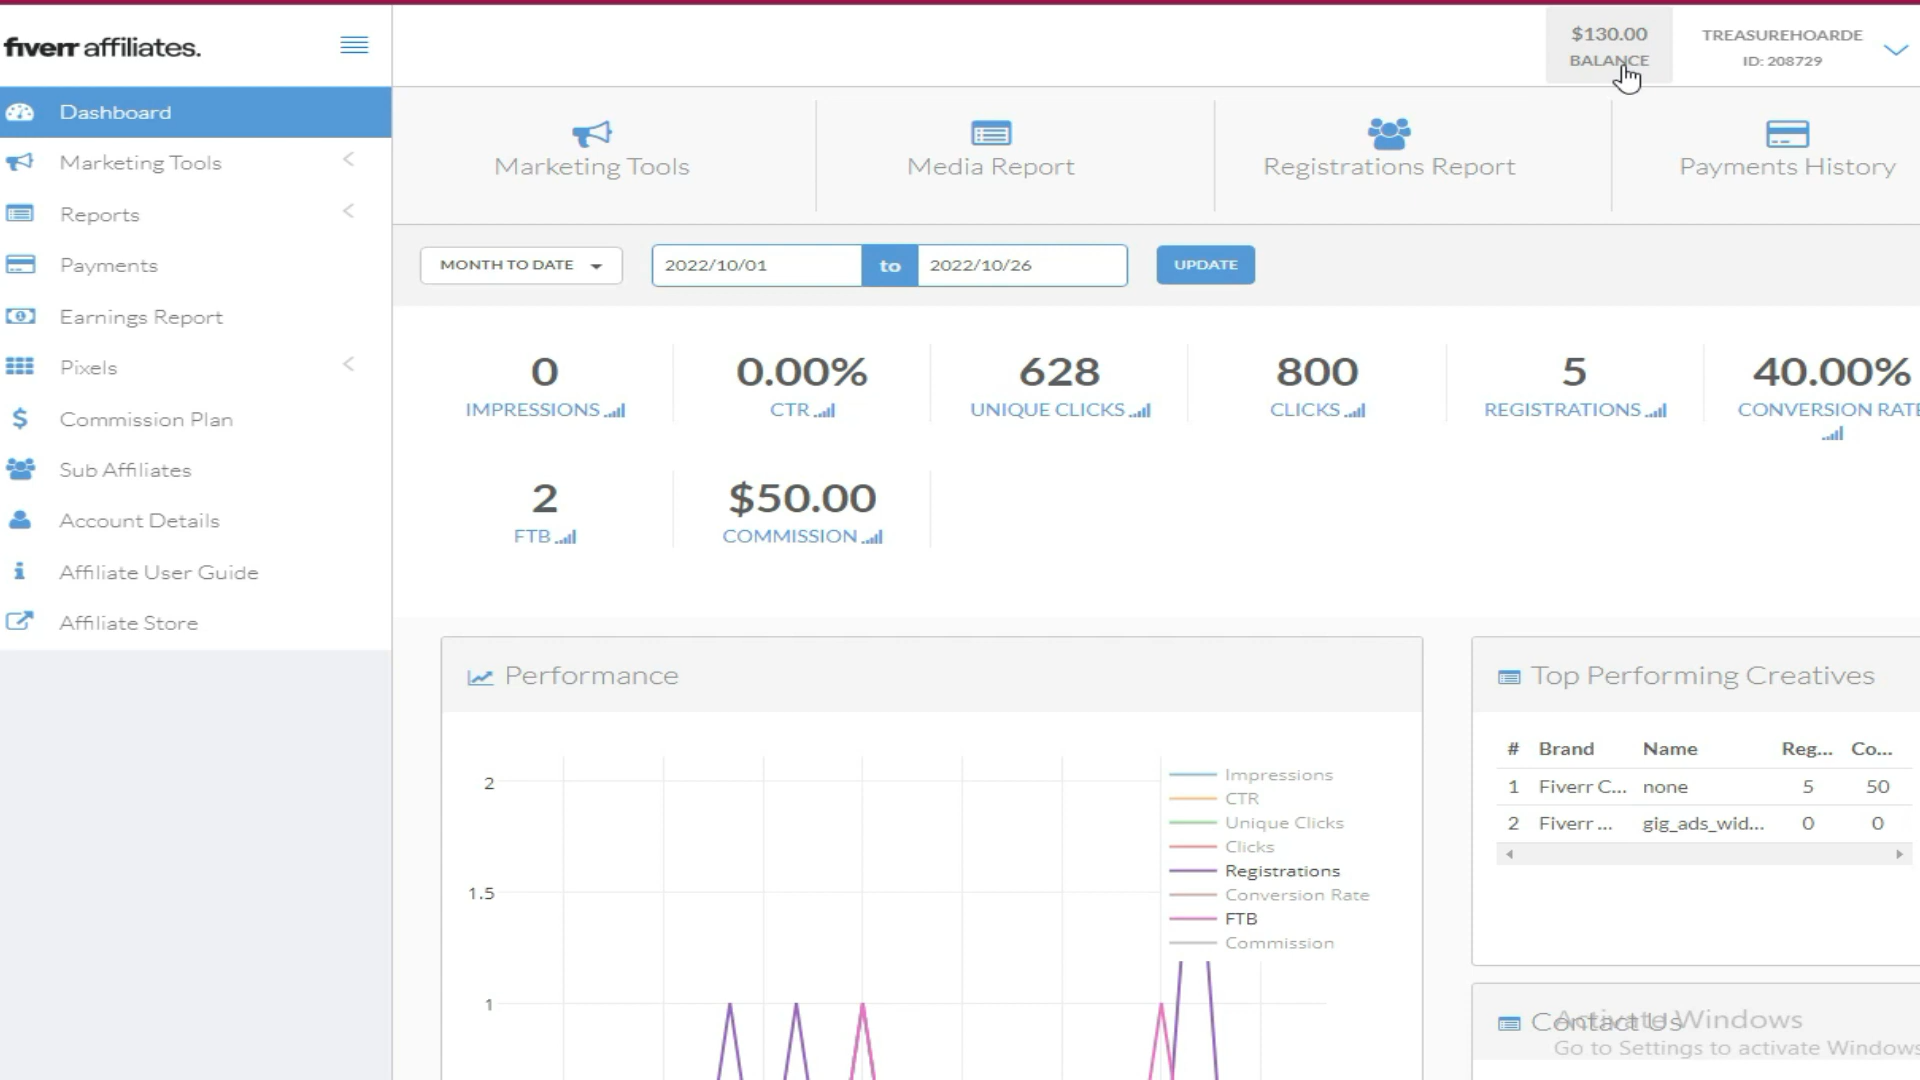 fiverr affiliates.
$130.00
BALANCE
TREASUREHOARDE
ID: 208729
Dashboard
Marketing Tools
Reports
Payments
Earnings Report
Pixels
Commission Plan
Sub Affiliates
Account Details
Affiliate User Guide
Affiliate Store
Marketing Tools
Media Report
Registrations Report
Payments History
MONTH TO DATE
2022/10/01 to 2022/10/26
UPDATE
0
IMPRESSIONS
0.00%
CTR
628
UNIQUE CLICKS
800
CLICKS
5
REGISTRATIONS
40.00%
CONVERSION RATE
2
FTB
$50.00
COMMISSION
Performance
2
1.5
1
Impressions
CTR
Unique Clicks
Clicks
Registrations
Conversion Rate
FTB
Commission
Top Performing Creatives
# Brand Name Reg... Co...
1 Fiverr C... none 5 50
2 Fiverr ... gig_ads_wid... 0 0
Contact Us
Activate Windows
Go to Settings to activate Windows